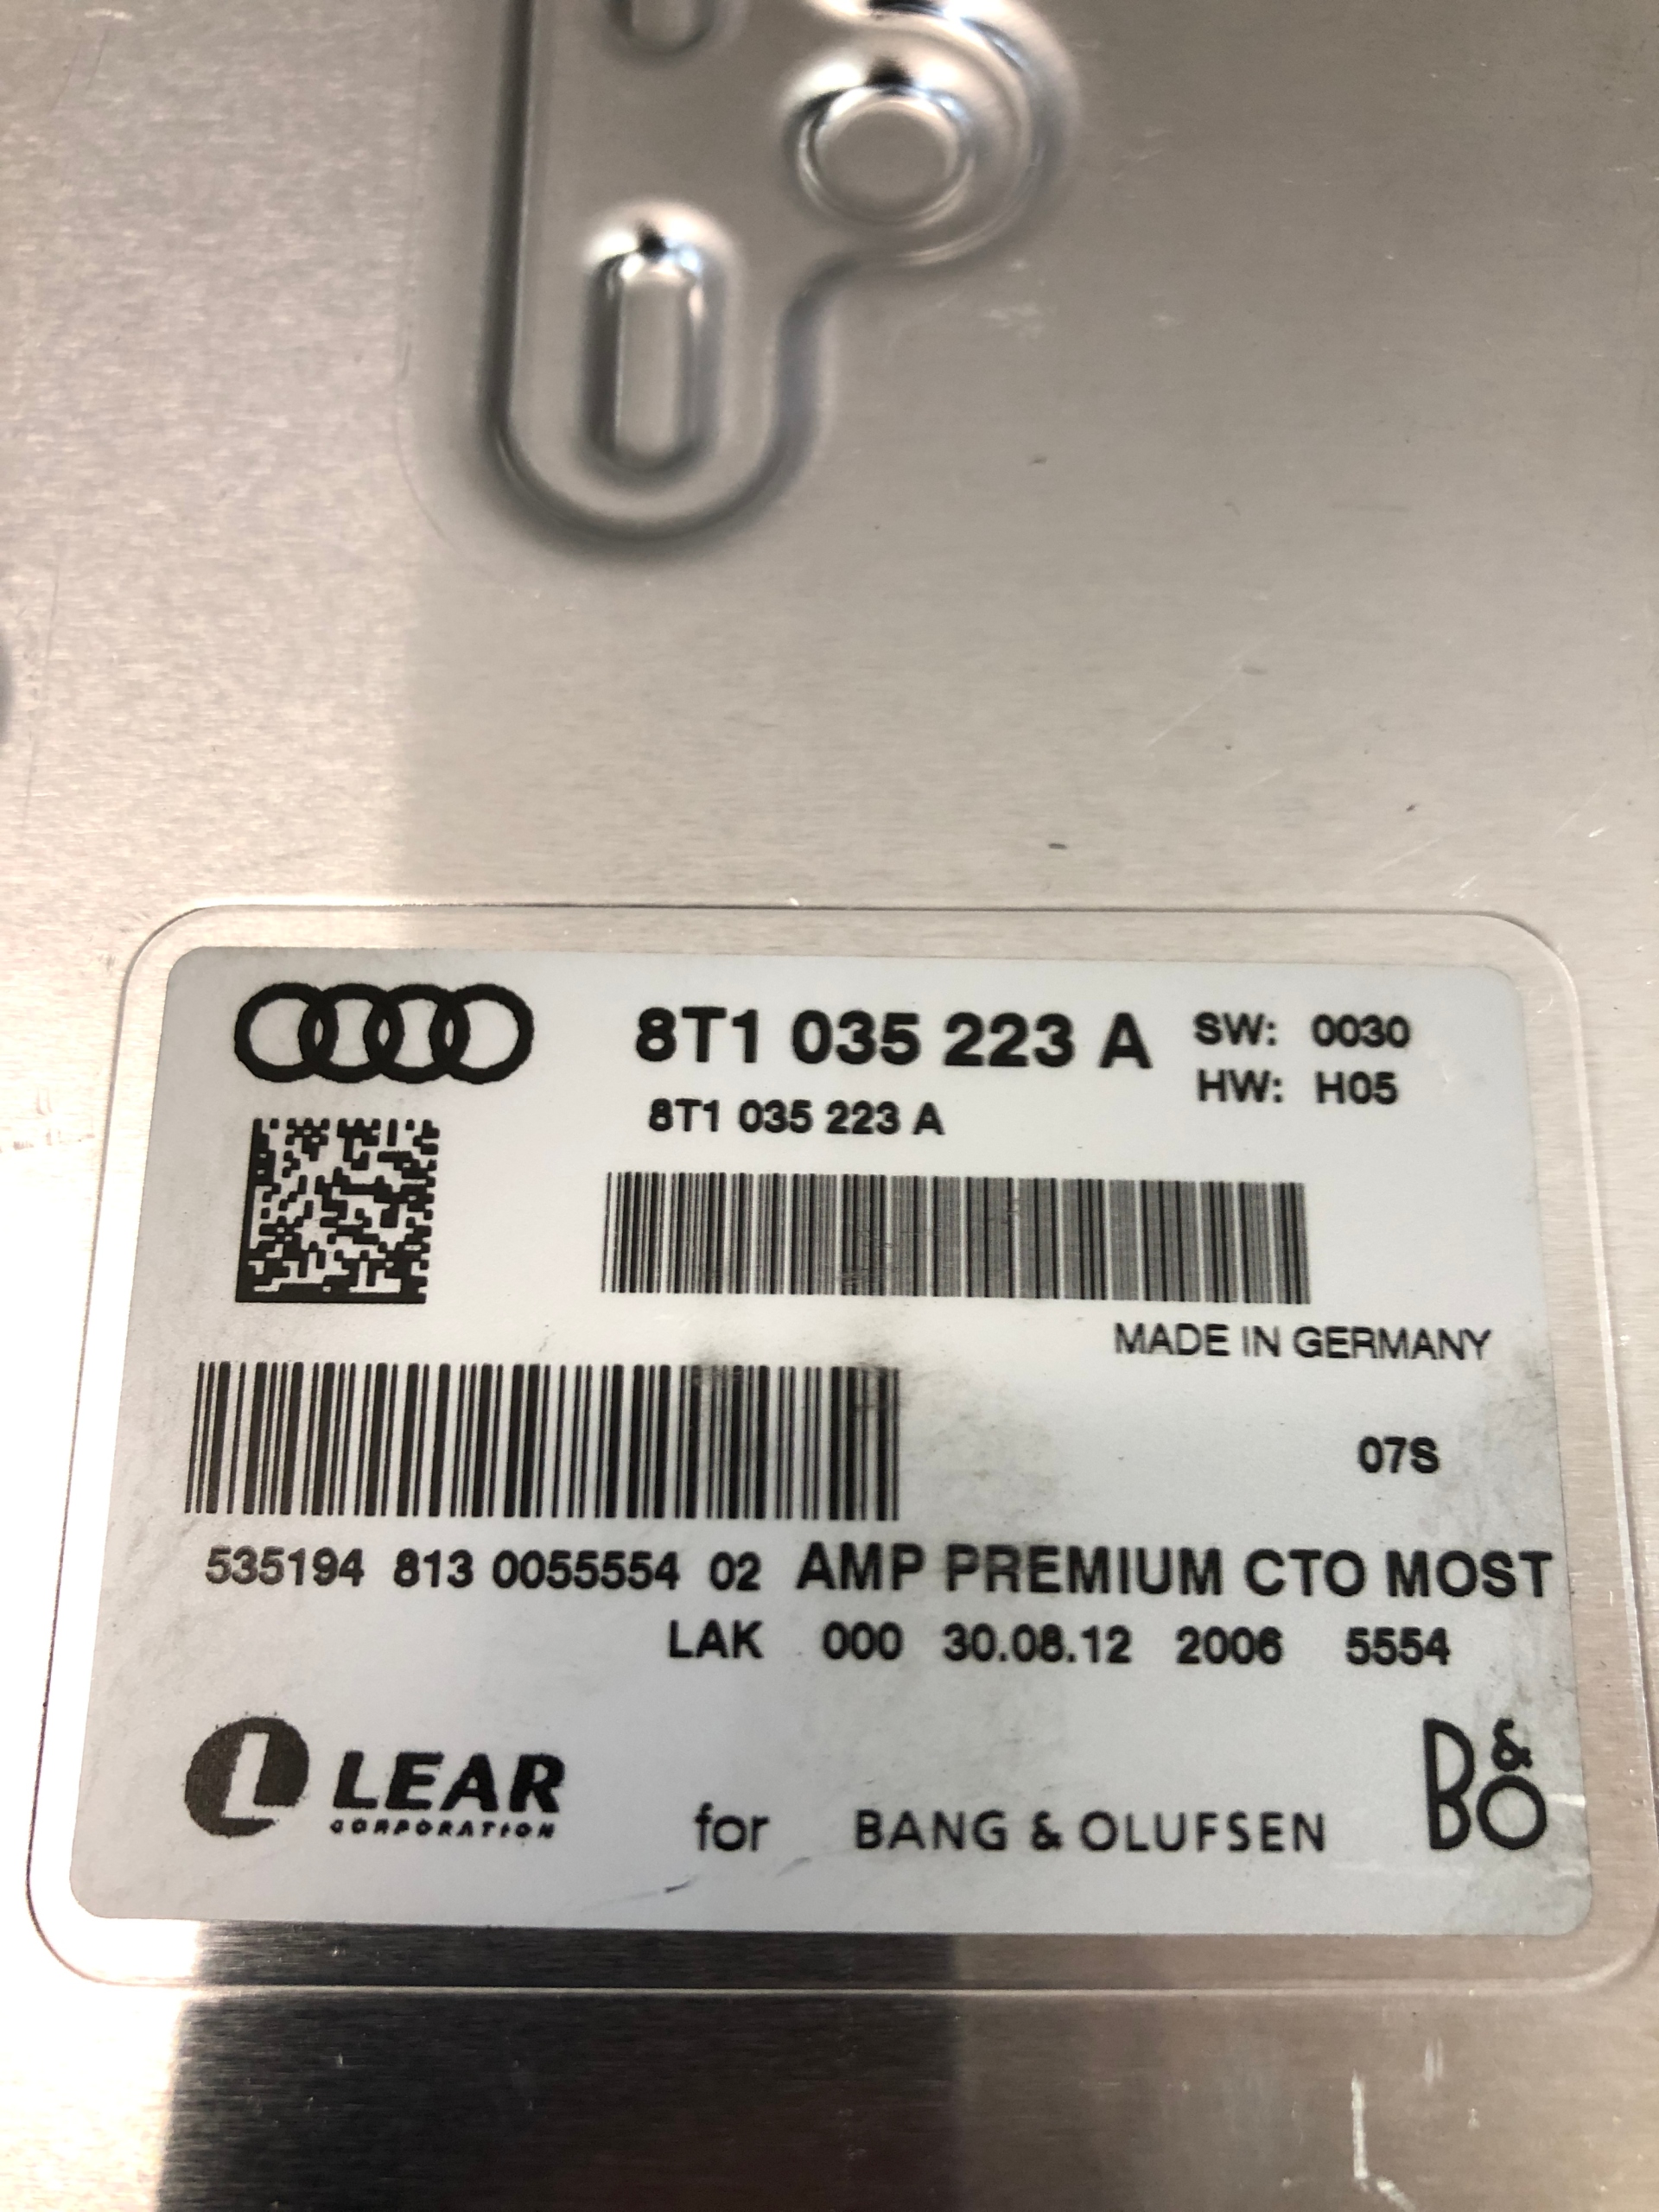 8T1 035 223 A SW: 0030
HW: H05
8T1 035 223 A
MADE IN GERMANY
07S
535194 813 0055554 02 AMP PREMIUM CTO MOST
LAK 000 30.08.12 2006 5554
L LEAR
CORPORATION
for BANG & OLUFSEN
B&O